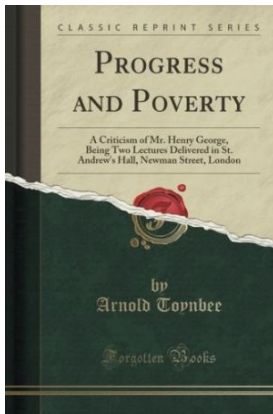 CLASSIC REPRINT SERIES
PROGRESS
AND POVERTY
A Criticism of Mr. Henry George,
Being Two Lectures Delivered in St.
Andrew's Hall, Newman Street, London
by
Arnold Toynbee
Forgotten Books